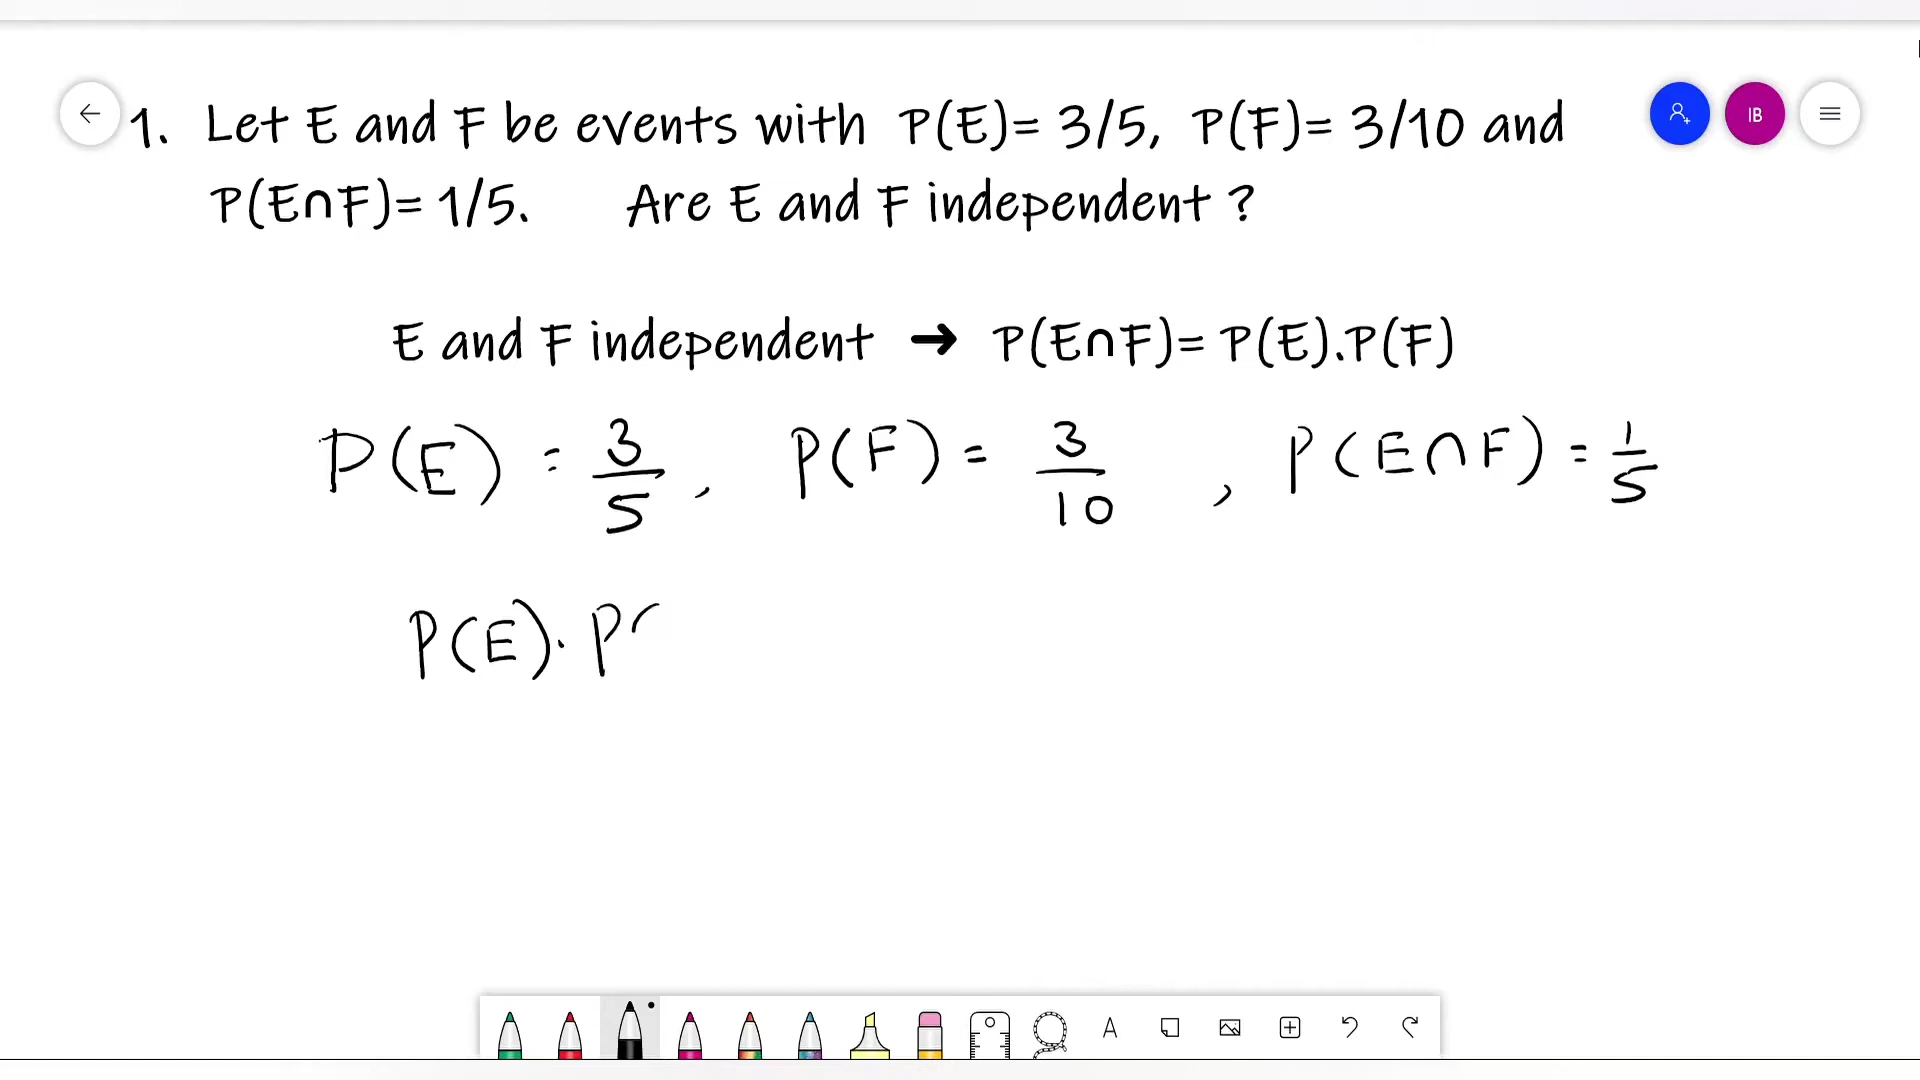 1. Let E and F be events with P(E)= 3/5, P(F)= 3/10 and
P(E∩F)= 1/5. Are E and F independent ?
E and F independent → P(E∩F)= P(E).P(F)
P(E) = 3/5, P(F) = 3/10, P(E∩F) = 1/5
P(E) · P(
IB
A